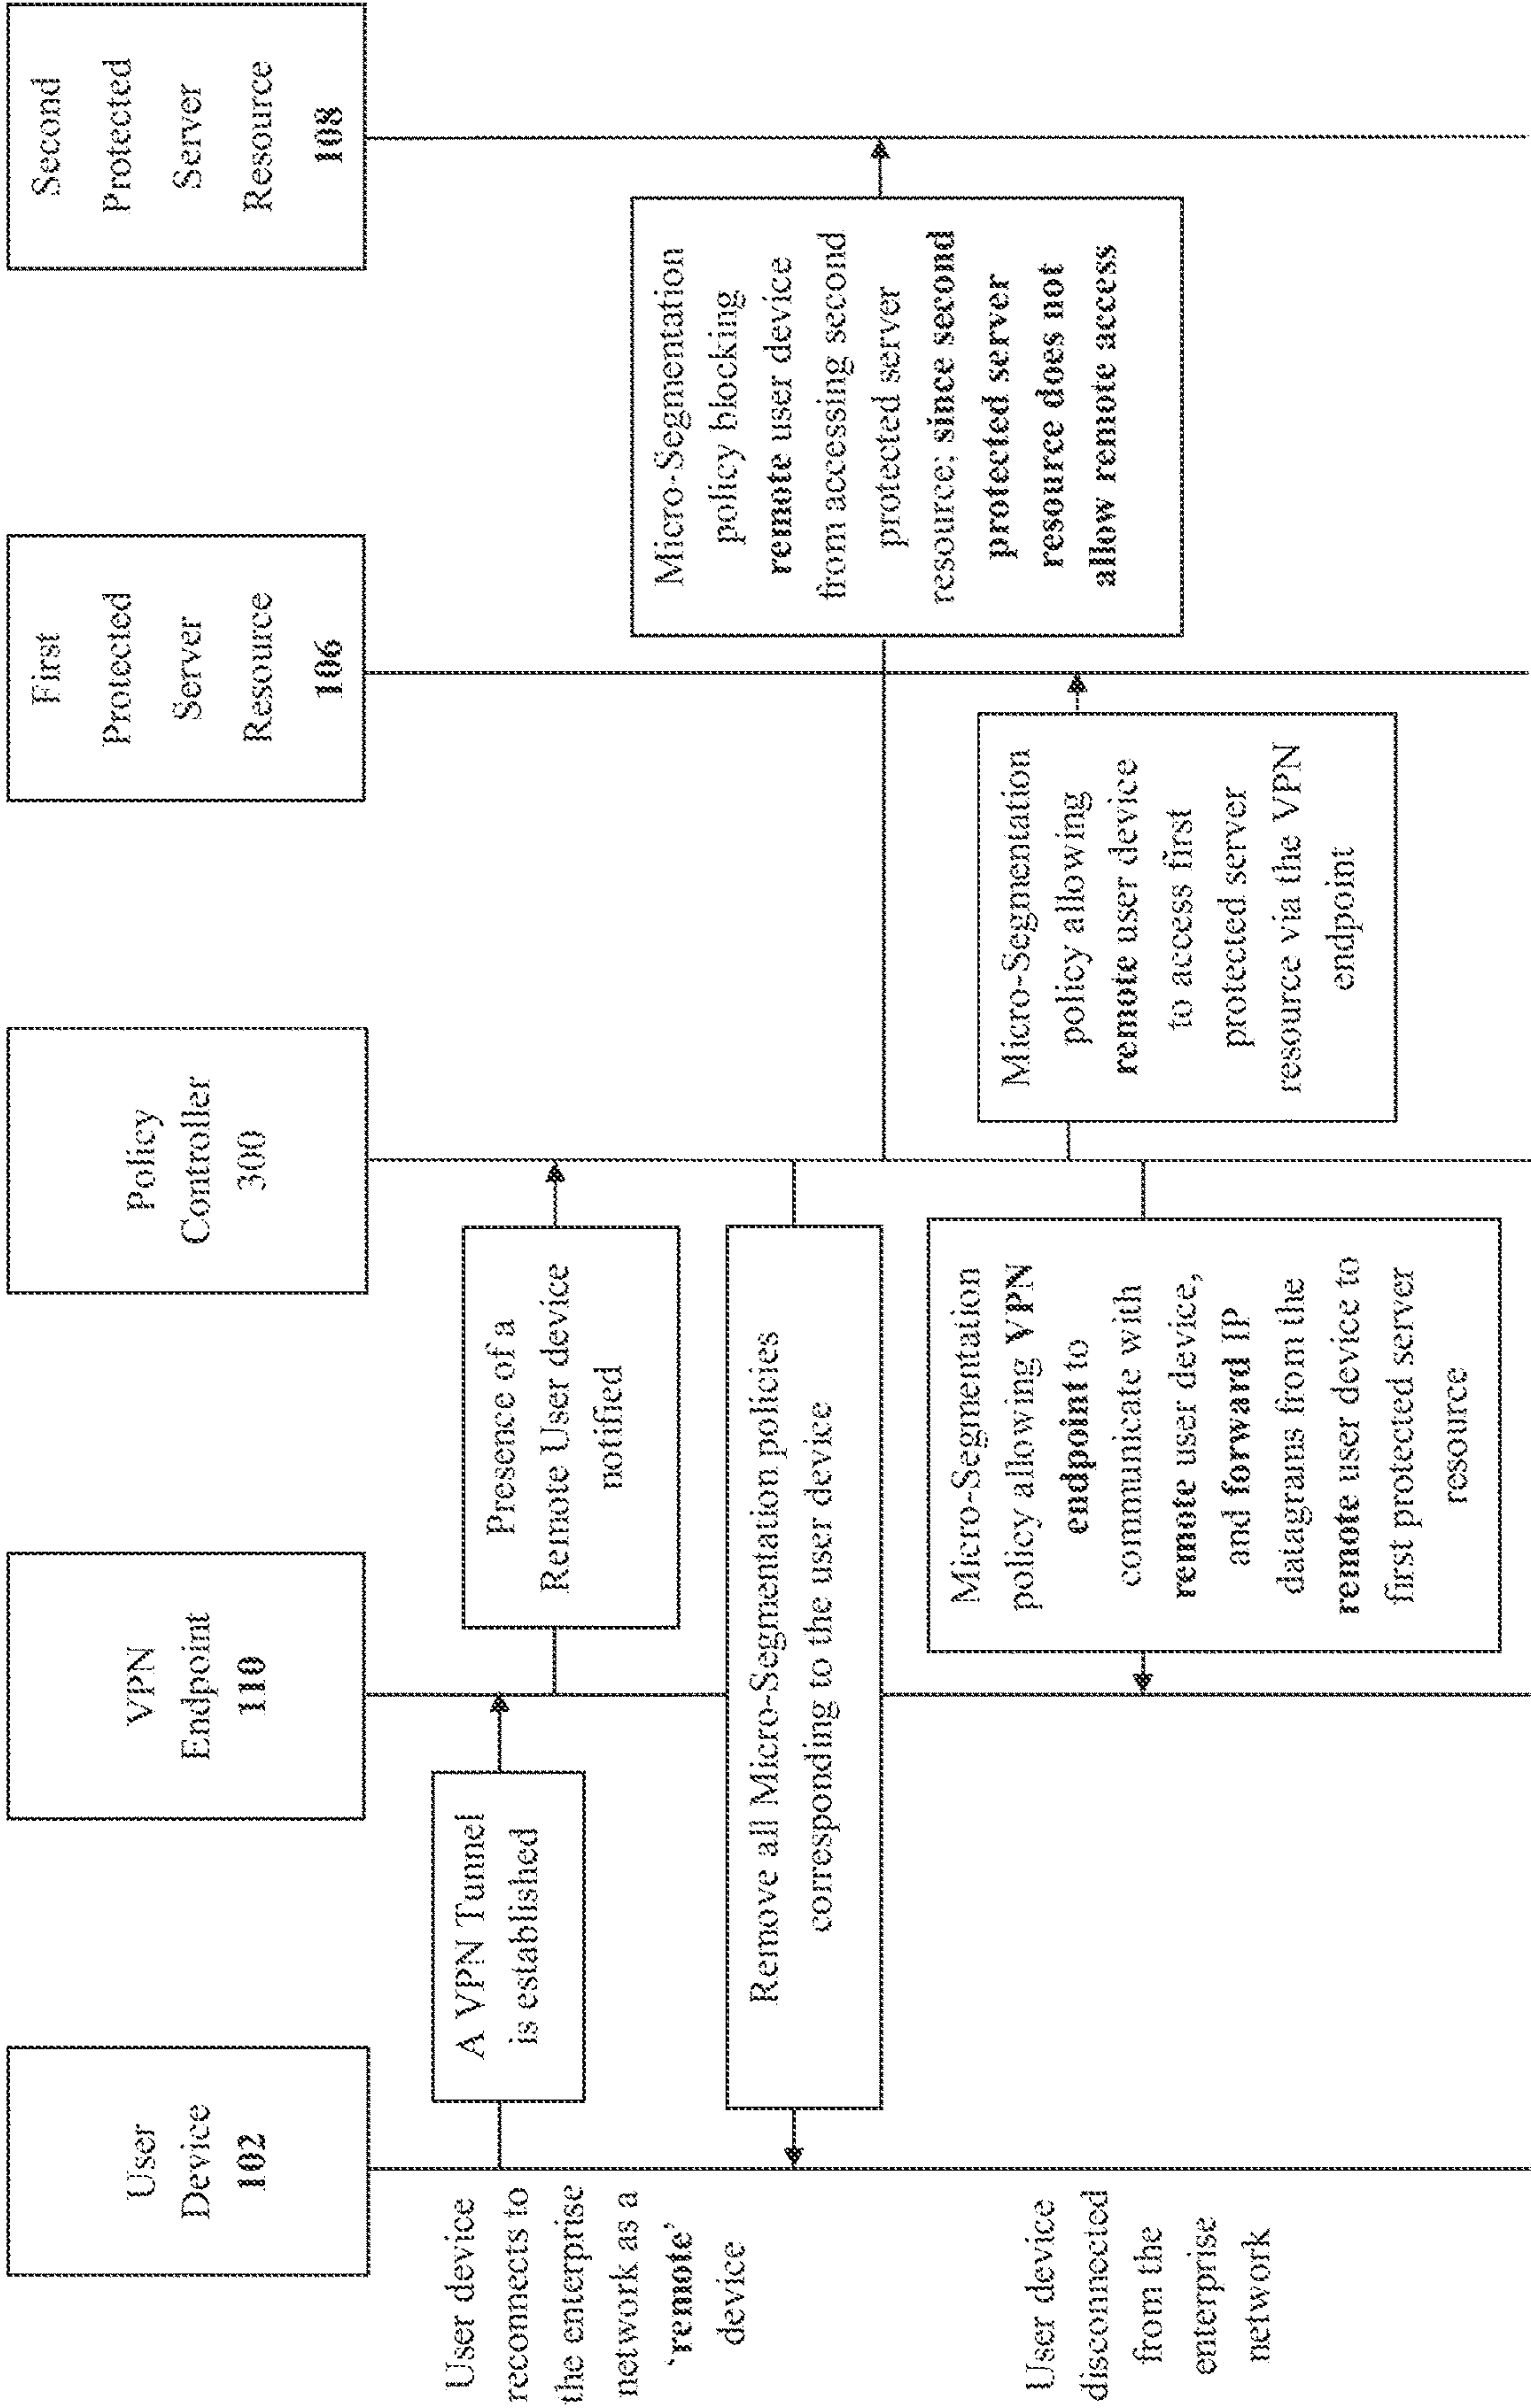 User
Device
102
VPN
Endpoint
110
Policy
Controller
300
First
Protected
Server
Resource
106
Second
Protected
Server
Resource
108
User device
reconnects to
the enterprise
network as a
‘remote’
device
A VPN Tunnel
is established
Presence of a
Remote User device
notified
Remove all Micro-Segmentation policies
corresponding to the user device
Micro-Segmentation
policy blocking
remote user device
from accessing second
protected server
resource; since second
protected server
resource does not
allow remote access
User device
disconnected
from the
enterprise
network
Micro-Segmentation
policy allowing VPN
endpoint to
communicate with
remote user device,
and forward IP
datagrams from the
remote user device to
first protected server
resource
Micro-Segmentation
policy allowing
remote user device
to access first
protected server
resource via the VPN
endpoint